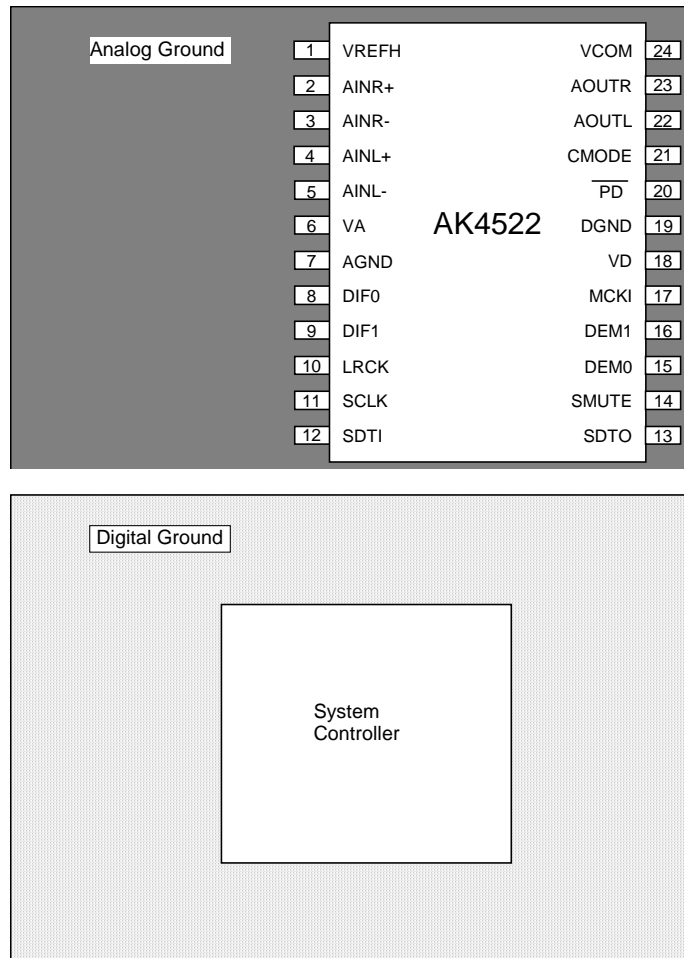 Analog Ground
1 VREFH VCOM 24
2 AINR+ AOUTR 23
3 AINR- AOUTL 22
4 AINL+ CMODE 21
5 AINL- PD 20
6 VA AK4522 DGND 19
7 AGND VD 18
8 DIF0 MCKI 17
9 DIF1 DEM1 16
10 LRCK DEM0 15
11 SCLK SMUTE 14
12 SDTI SDTO 13
Digital Ground
System
Controller